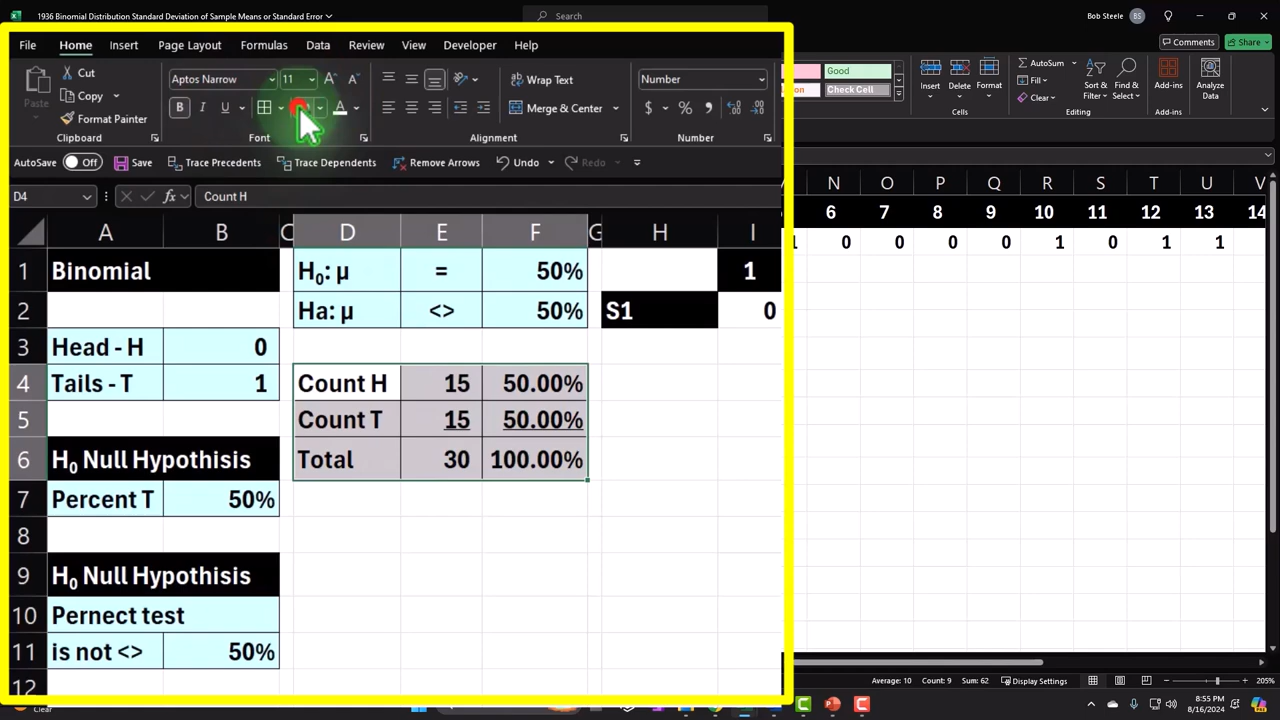 1936 Binomial Distribution Standard Deviation of Sample Means or Standard Error
Search
Bob Steele BS
File Home Insert Page Layout Formulas Data Review View Developer Help
Comments Share
Cut
Copy
Format Painter
Paste
Clipboard
Aptos Narrow 11
B I U
Font
Wrap Text
Merge & Center
Alignment
Number
$ % 9
Number
Good
Check Cell
Insert Delete Format
Cells
AutoSum
Fill
Clear
Sort & Filter
Find & Select
Editing
Add-ins
Add-ins
Analyze Data
AutoSave Off Save Trace Precedents Trace Dependents Remove Arrows Undo Redo
D4 fx Count H
A B C D E F G H I N O P Q R S T U V
1 Binomial H0: µ = 50% 1 6 7 8 9 10 11 12 13 14
2 Ha: µ <> 50% S1 0 0 0 0 1 0 1 1
3 Head - H 0
4 Tails - T 1 Count H 15 50.00%
5 Count T 15 50.00%
6 H0 Null Hypothisis Total 30 100.00%
7 Percent T 50%
8
9 H0 Null Hypothisis
10 Pernect test
11 is not <> 50%
12
Average: 10 Count: 9 Sum: 62 Display Settings 205%
Clear
8:55 PM
8/16/2024